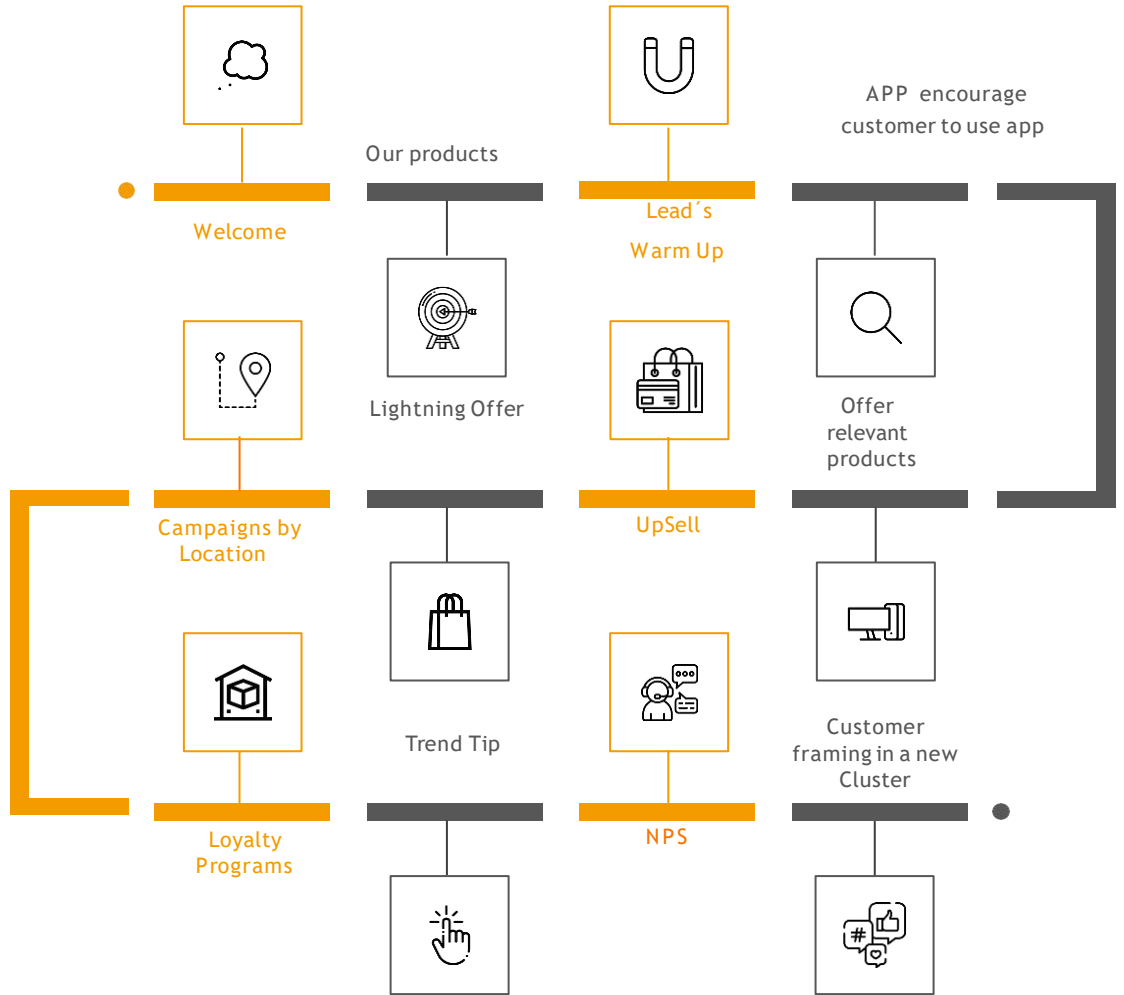 APP encourage
customer to use app
Our products
Welcome
Lead´s
Warm Up
Lightning Offer
Offer
relevant
products
Campaigns by
Location
UpSell
Trend Tip
Customer
framing in a new
Cluster
Loyalty
Programs
NPS
#